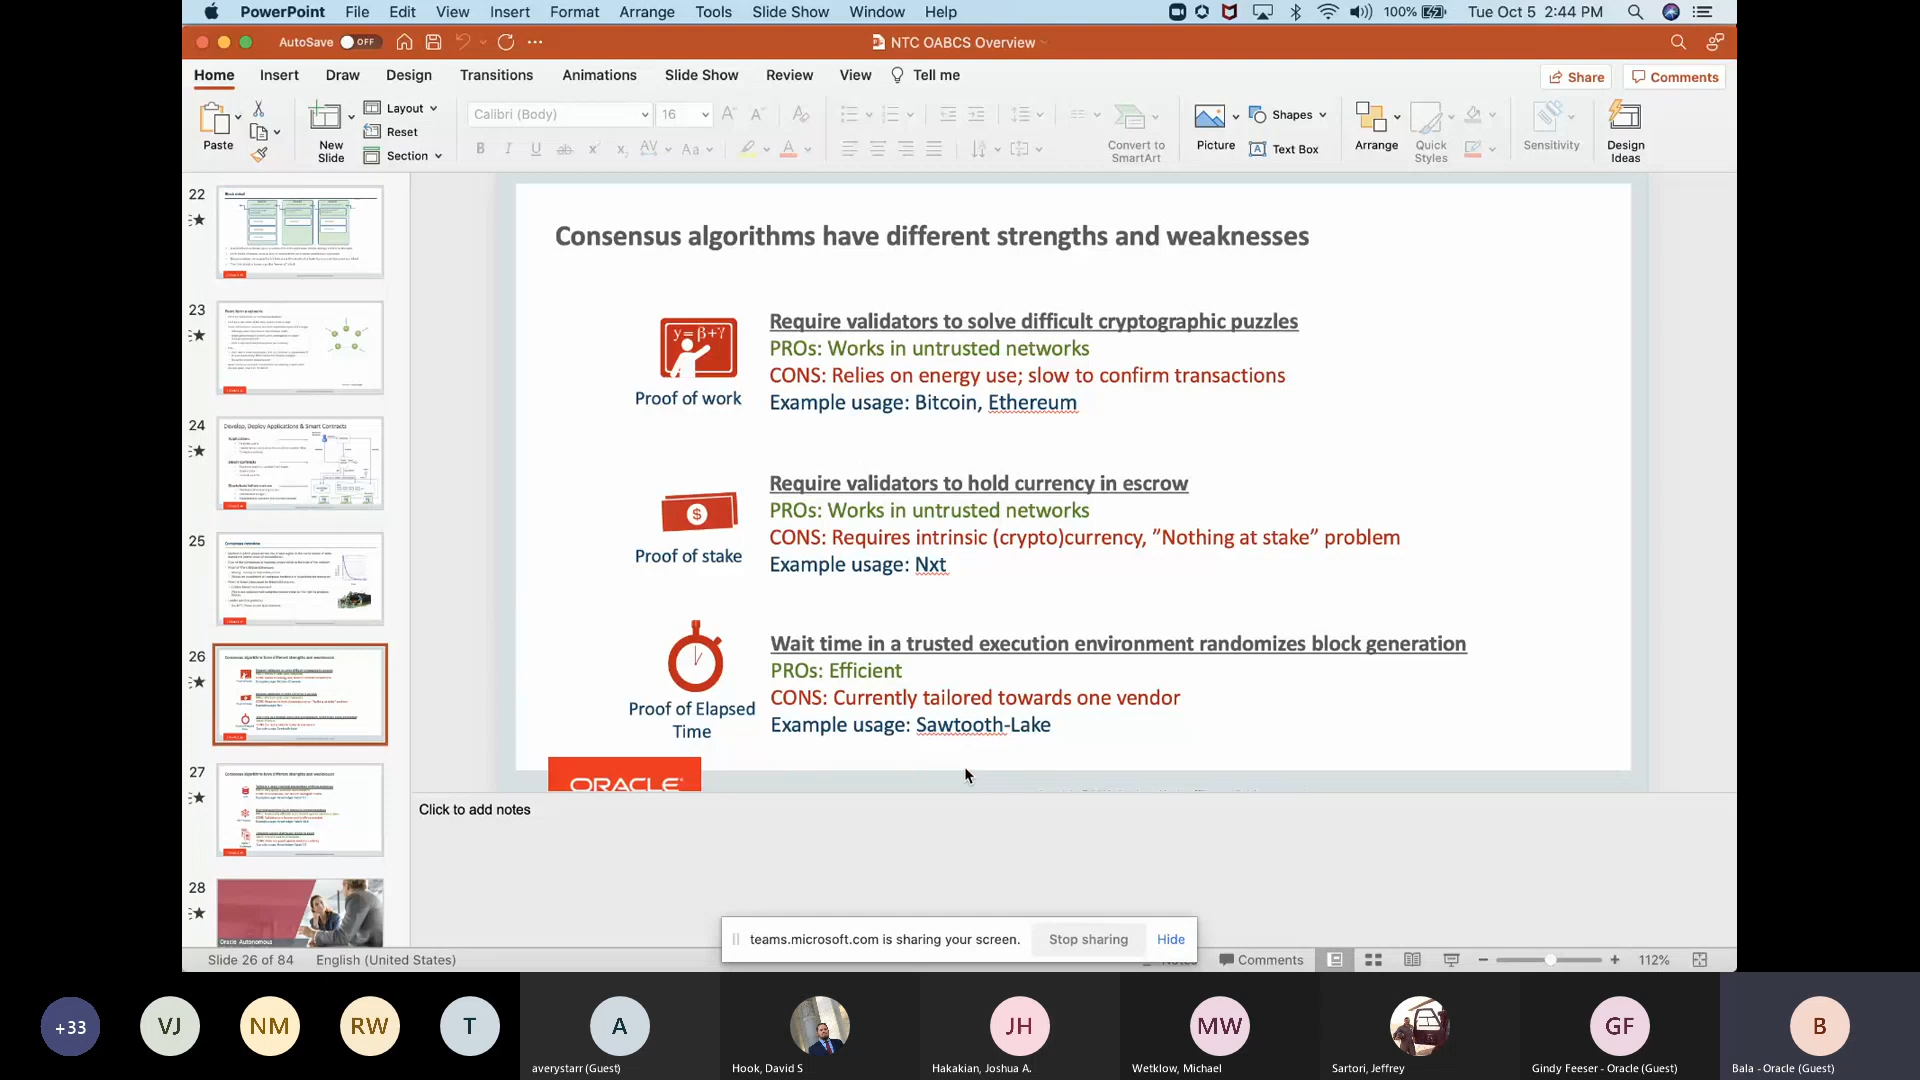 PowerPoint File Edit View Insert Format Arrange Tools Slide Show Window Help 100% Tue Oct 5 2:44 PM
AutoSave OFF NTC OABCS Overview
Home Insert Draw Design Transitions Animations Slide Show Review View Tell me Share Comments
Paste New Slide Layout Reset Section Calibri (Body) 16 Convert to SmartArt Picture Shapes Text Box Arrange Quick Styles Sensitivity Design Ideas
22
23
24
Develop, Deploy Applications & Smart Contracts
25
26
27
28
Oracle Autonomous
Consensus algorithms have different strengths and weaknesses
y=β+γ
Proof of work
Require validators to solve difficult cryptographic puzzles
PROs: Works in untrusted networks
CONS: Relies on energy use; slow to confirm transactions
Example usage: Bitcoin, Ethereum
$
Proof of stake
Require validators to hold currency in escrow
PROs: Works in untrusted networks
CONS: Requires intrinsic (crypto)currency, ”Nothing at stake” problem
Example usage: Nxt
Proof of Elapsed
Time
Wait time in a trusted execution environment randomizes block generation
PROs: Efficient
CONS: Currently tailored towards one vendor
Example usage: Sawtooth-Lake
ORACLE
Click to add notes
teams.microsoft.com is sharing your screen. Stop sharing Hide
Slide 26 of 84 English (United States) Notes Comments 112%
+33 VJ NM RW T A JH MW GF B
averystarr (Guest) Hook, David S Hakakian, Joshua A. Wetklow, Michael Sartori, Jeffrey Gindy Feeser - Oracle (Guest) Bala - Oracle (Guest)